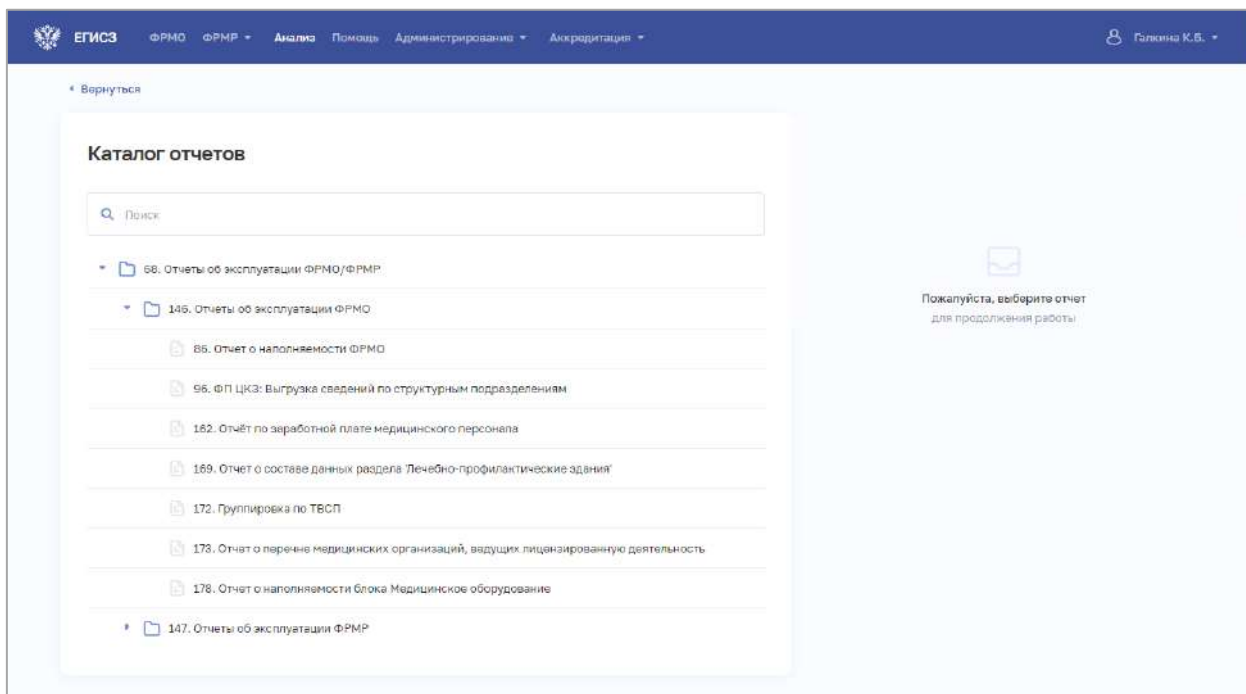 ЕГИСЗ ФРМО ФРМР Анализ Помощь Администрирование Аккредитация Галкина К.Б.
Вернуться
Каталог отчетов
Поиск
68. Отчеты об эксплуатации ФРМО/ФРМР
146. Отчеты об эксплуатации ФРМО
86. Отчет о наполняемости ФРМО
96. ФП ЦКЗ: Выгрузка сведений по структурным подразделениям
162. Отчёт по заработной плате медицинского персонала
169. Отчет о составе данных раздела 'Лечебно-профилактические здания'
172. Группировка по ТВСП
173. Отчет о перечне медицинских организаций, ведущих лицензированную деятельность
178. Отчет о наполняемости блока Медицинское оборудование
147. Отчеты об эксплуатации ФРМР
Пожалуйста, выберите отчет
для продолжения работы